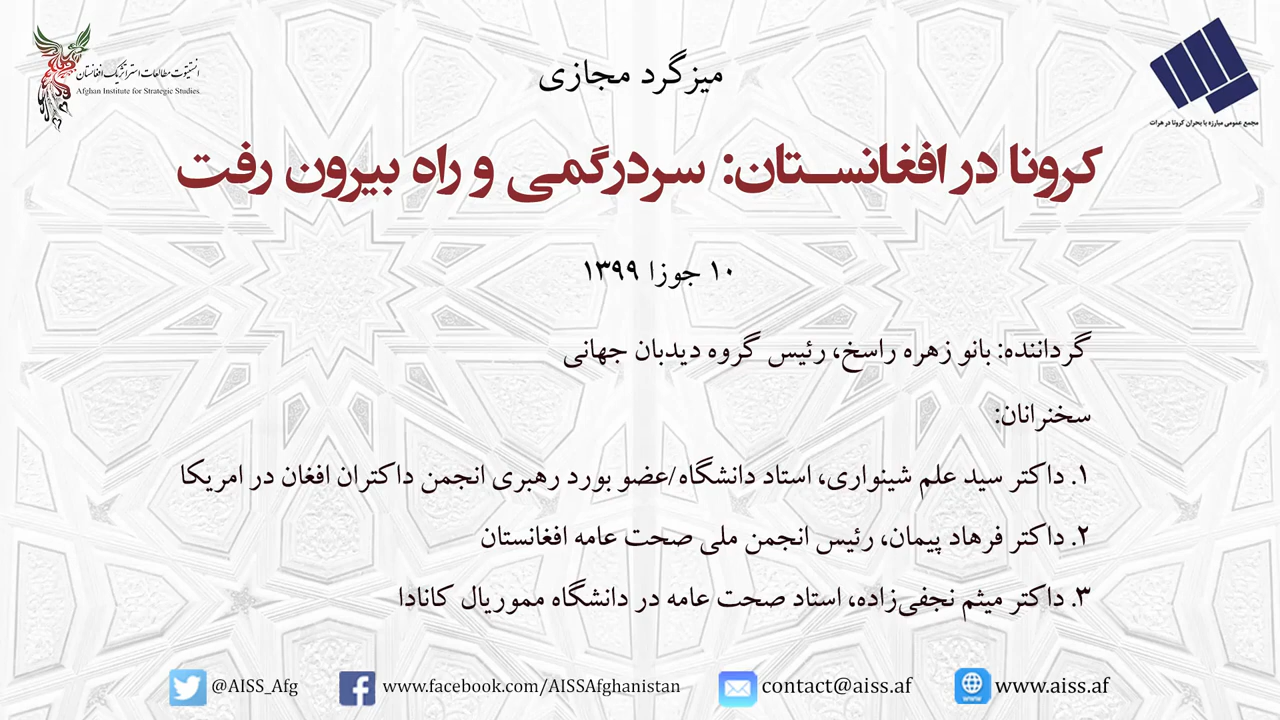 انستیتوت مطالعات استراتژیک افغانستان
Afghan Institute for Strategic Studies
مجمع عمومی مبارزه با بحران کرونا در هرات
میزگرد مجازی
کرونا در افغانستان: سردرگمی و راه بیرون رفت
۱۰ جوزا ۱۳۹۹
گرداننده: بانو زهره راسخ، رئیس گروه دیدبان جهانی
سخنرانان:
۱. داکتر سید علم شینواری، استاد دانشگاه/عضو بورد رهبری انجمن داکتران افغان در امریکا
۲. داکتر فرهاد پیمان، رئیس انجمن ملی صحت عامه افغانستان
۳. داکتر میثم نجفی‌زاده، استاد صحت عامه در دانشگاه مموریال کانادا
@AISS_Afg
www.facebook.com/AISSAfghanistan
contact@aiss.af
www.aiss.af